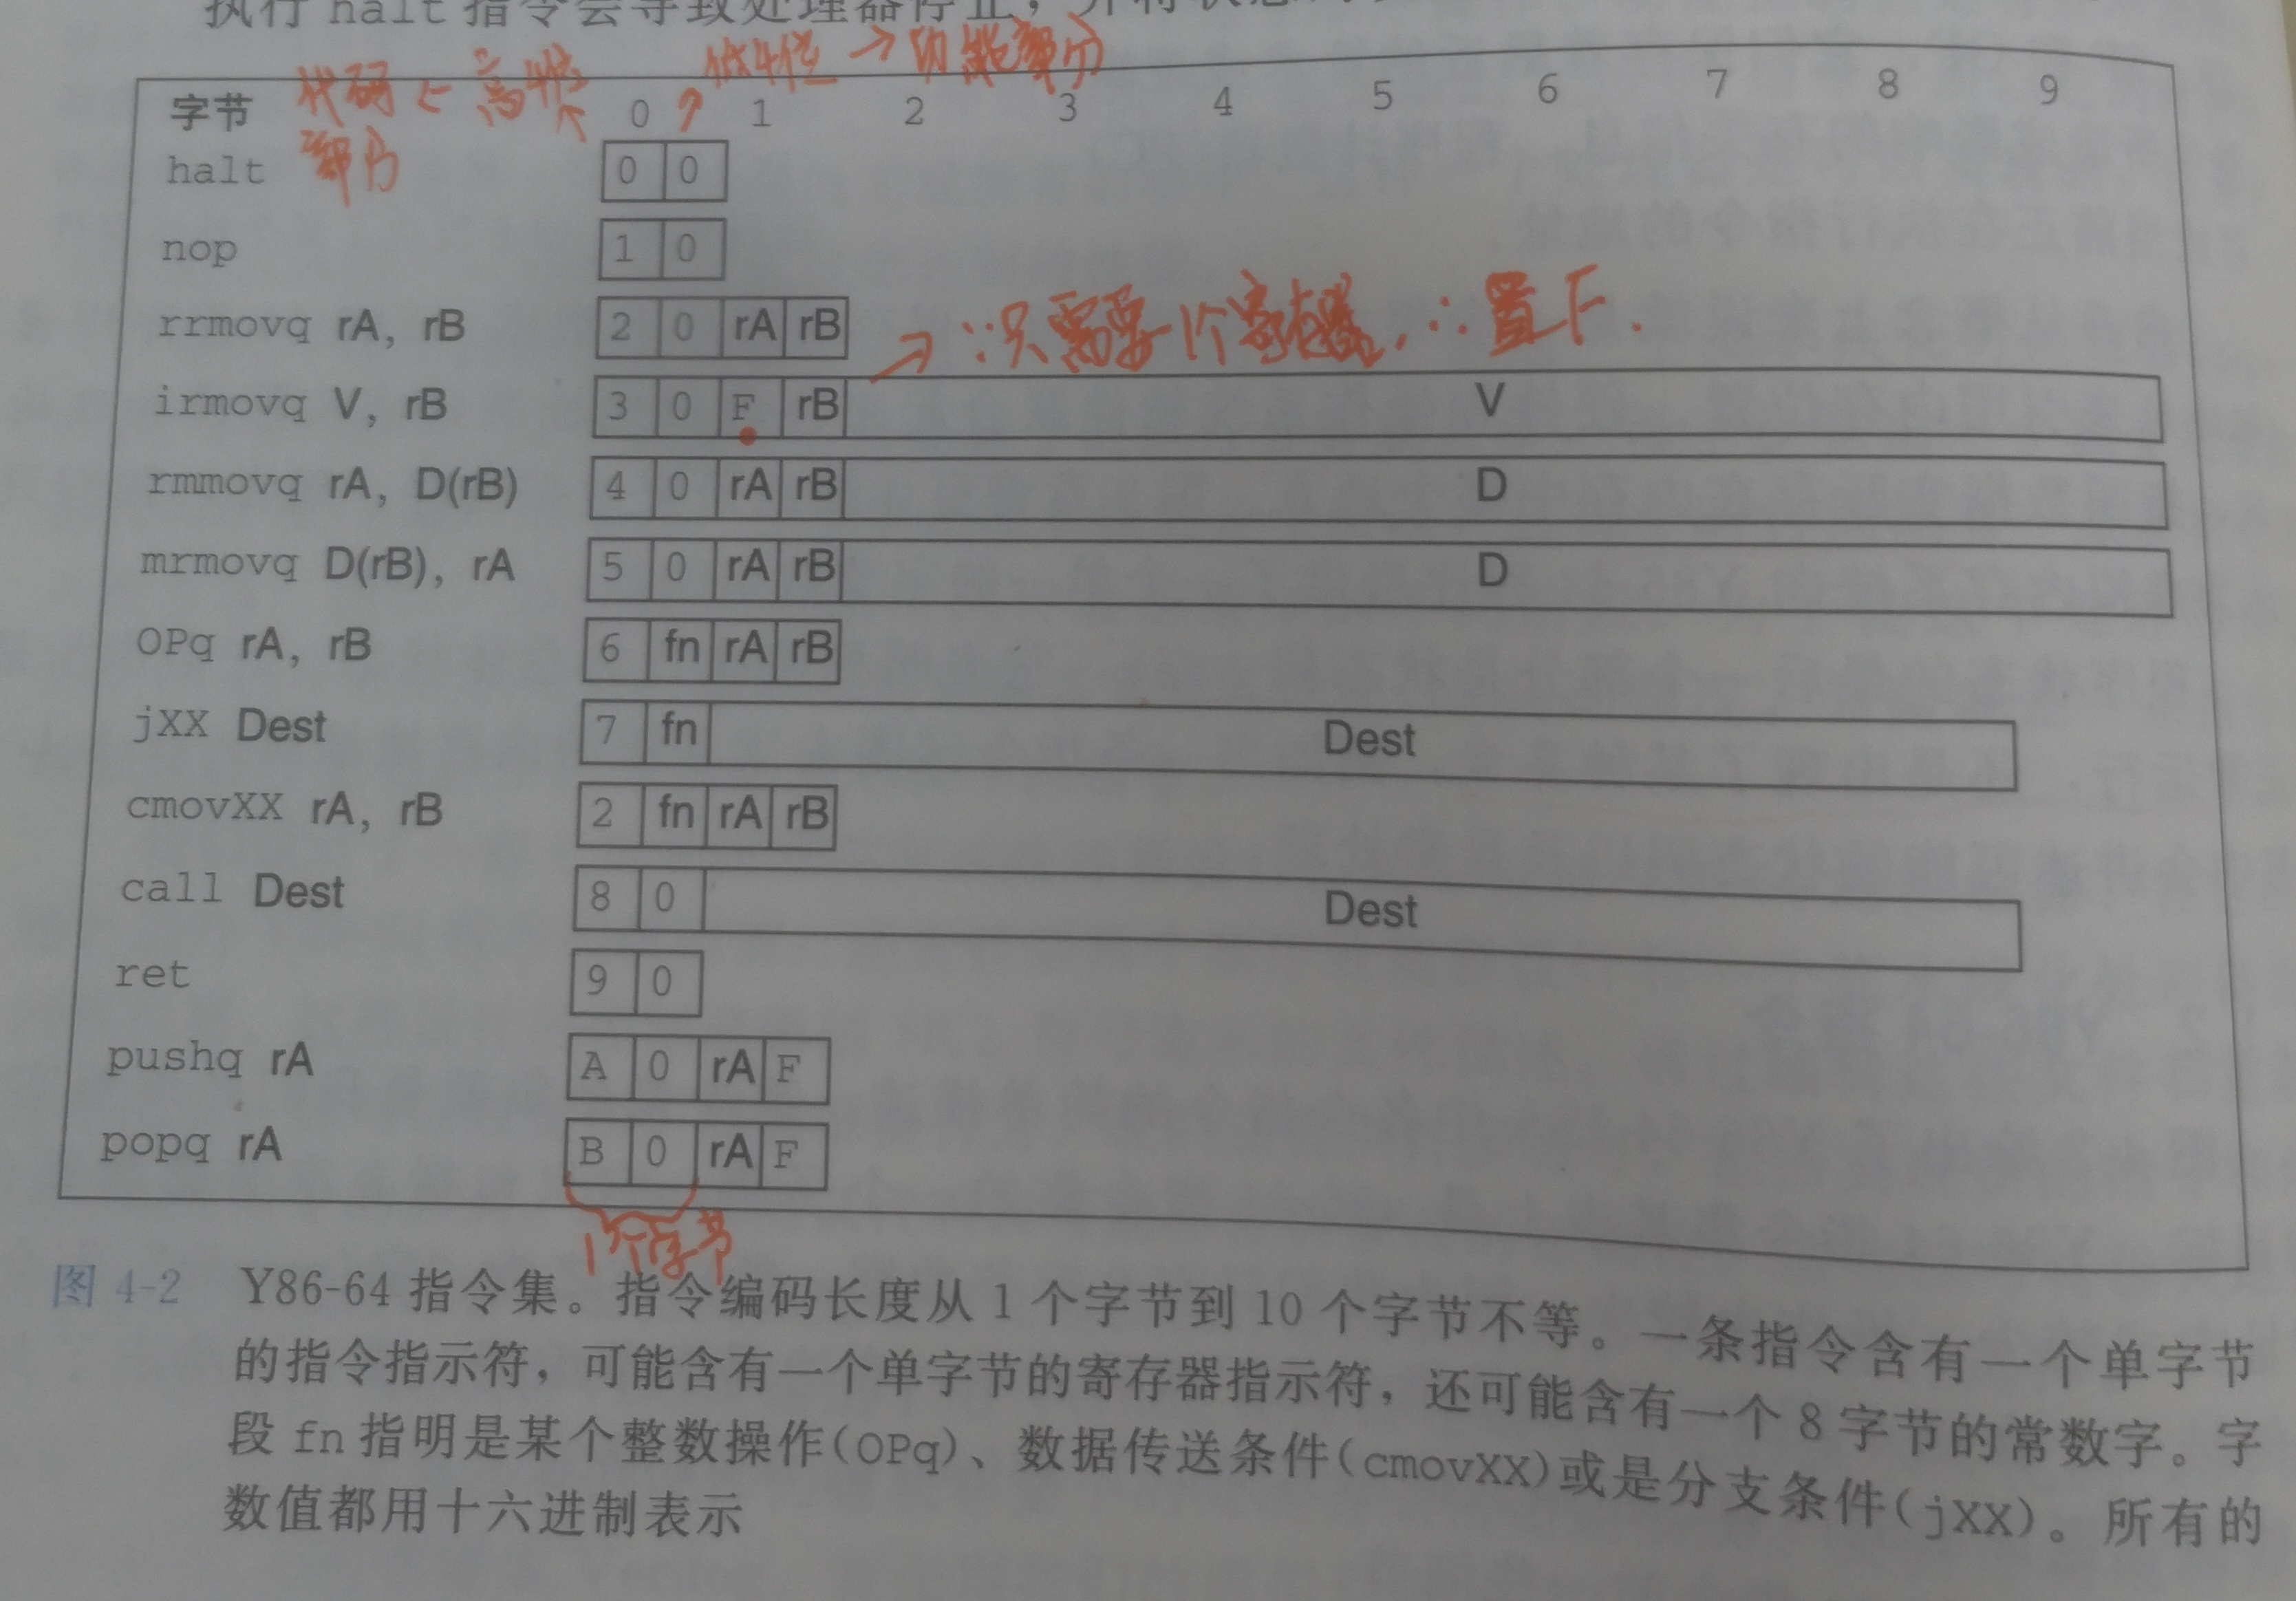 执行 halt 指令会导致处理器停止，并将状态
代码 ← 高4位 低4位 → 功能部分
部分
字节 0 1 2 3 4 5 6 7 8 9
halt 0 0
nop 1 0
rrmovq rA, rB 2 0 rA rB
→ ∵只需要1个寄存器，∴置F.
irmovq V, rB 3 0 F rB V
rmmovq rA, D(rB) 4 0 rA rB D
mrmovq D(rB), rA 5 0 rA rB D
OPq rA, rB 6 fn rA rB
jXX Dest 7 fn Dest
cmovXX rA, rB 2 fn rA rB
call Dest 8 0 Dest
ret 9 0
pushq rA A 0 rA F
popq rA B 0 rA F
1个字节
图 4-2 Y86-64 指令集。指令编码长度从 1 个字节到 10 个字节不等。一条指令含有一个单字节
的指令指示符，可能含有一个单字节的寄存器指示符，还可能含有一个 8 字节的常数字。字
段 fn 指明是某个整数操作(OPq)、数据传送条件(cmovXX)或是分支条件(jXX)。所有的
数值都用十六进制表示